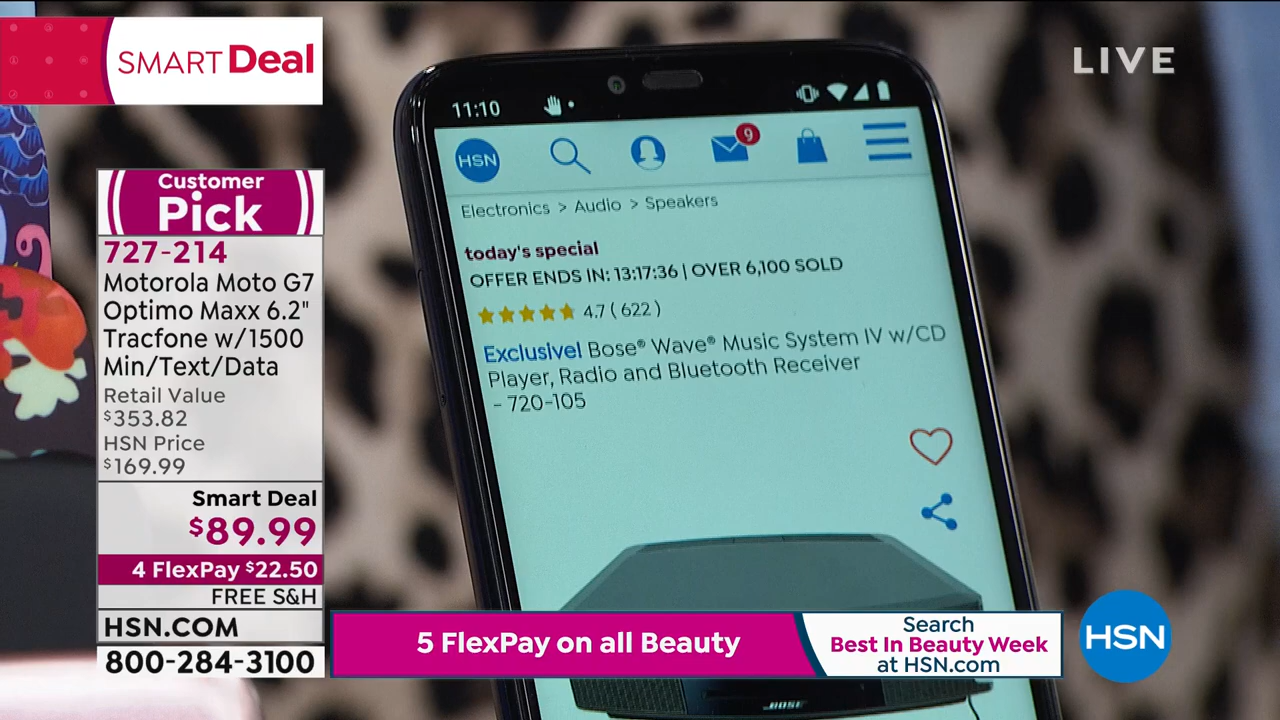 SMART Deal
LIVE
Customer
Pick
727-214
Motorola Moto G7
Optimo Maxx 6.2"
Tracfone w/1500
Min/Text/Data
Retail Value
$353.82
HSN Price
$169.99
Smart Deal
$89.99
4 FlexPay $22.50
FREE S&H
HSN.COM
800-284-3100
11:10
HSN
9
Electronics > Audio > Speakers
today's special
OFFER ENDS IN: 13:17:36 | OVER 6,100 SOLD
4.7 ( 622 )
Exclusive! Bose® Wave® Music System IV w/CD
Player, Radio and Bluetooth Receiver
- 720-105
BOSE
5 FlexPay on all Beauty
Search
Best In Beauty Week
at HSN.com
HSN